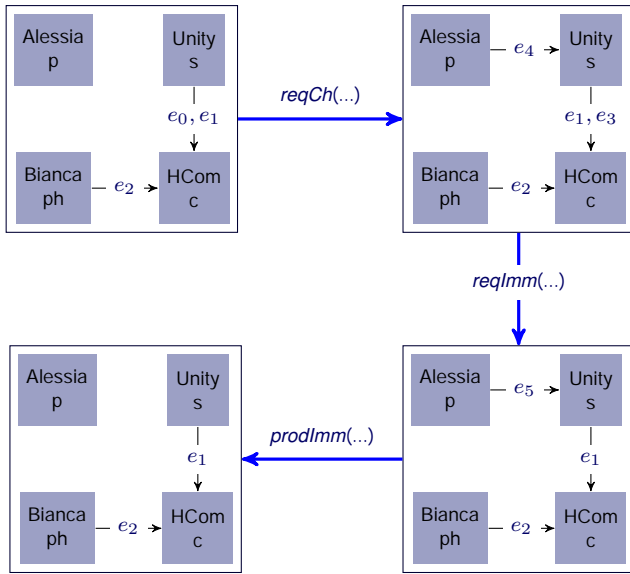 Alessia
p
Unity
s
e0, e1
Bianca
ph
e2
HCom
c
reqCh(...)
Alessia
p
e4
Unity
s
e1, e3
Bianca
ph
e2
HCom
c
reqImm(...)
Alessia
p
Unity
s
e1
Bianca
ph
e2
HCom
c
prodImm(...)
Alessia
p
e5
Unity
s
e1
Bianca
ph
e2
HCom
c